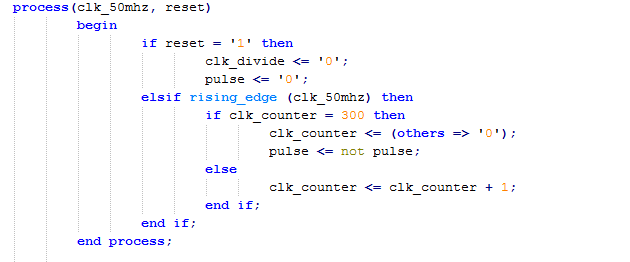 process(clk_50mhz, reset)
begin
if reset = '1' then
clk_divide <= '0';
pulse <= '0';
elsif rising_edge (clk_50mhz) then
if clk_counter = 300 then
clk_counter <= (others => '0');
pulse <= not pulse;
else
clk_counter <= clk_counter + 1;
end if;
end if;
end process;